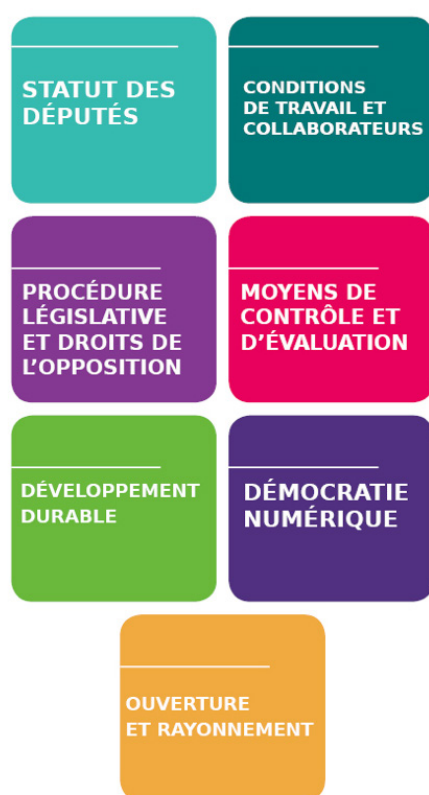 STATUT DES
DÉPUTÉS
CONDITIONS
DE TRAVAIL ET
COLLABORATEURS
PROCÉDURE
LÉGISLATIVE
ET DROITS DE
L'OPPOSITION
MOYENS DE
CONTRÔLE ET
D'ÉVALUATION
DÉVELOPPEMENT
DURABLE
DÉMOCRATIE
NUMÉRIQUE
OUVERTURE
ET RAYONNEMENT